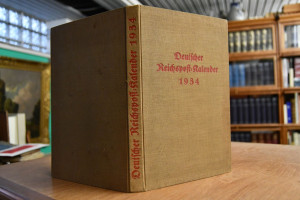 Deutscher Reichspost-Kalender 1934
Deutscher
Reichspost-Kalender
1934